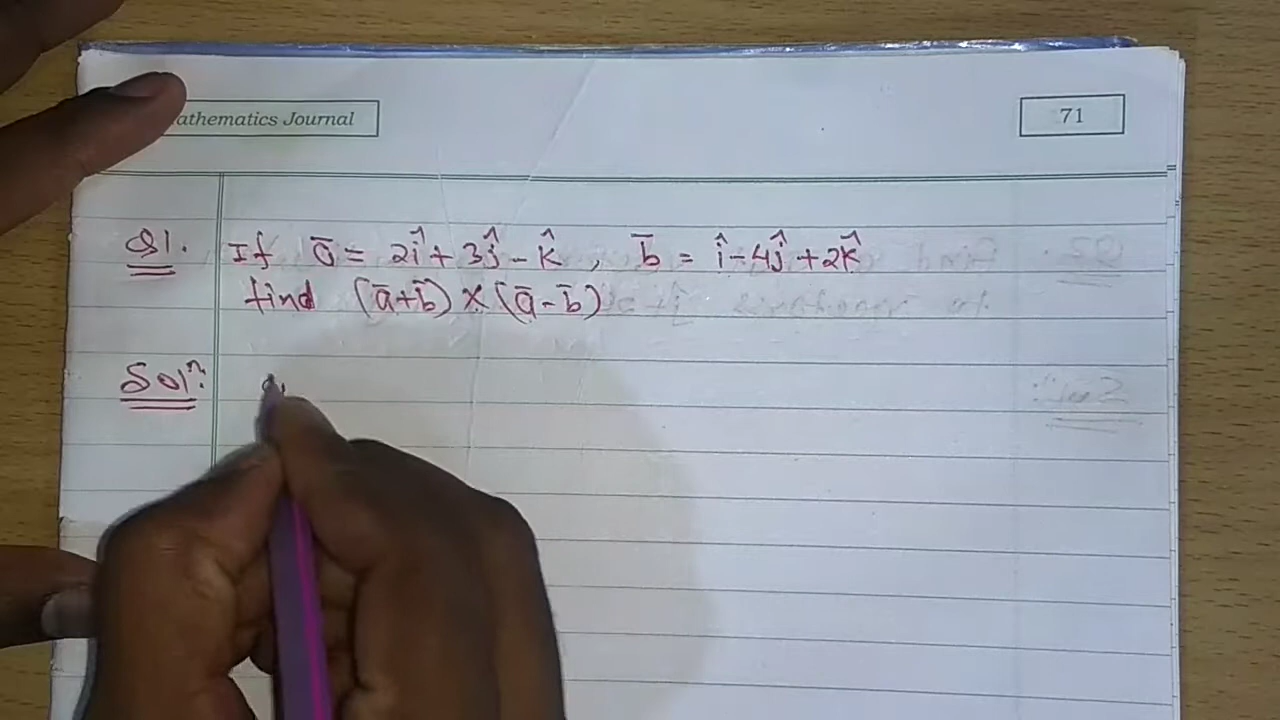 athematics Journal
71
Q1. If a̅ = 2î + 3ĵ - k̂ , b̅ = î - 4ĵ + 2k̂
find (a̅+b̅) × (a̅-b̅)
Solⁿ: